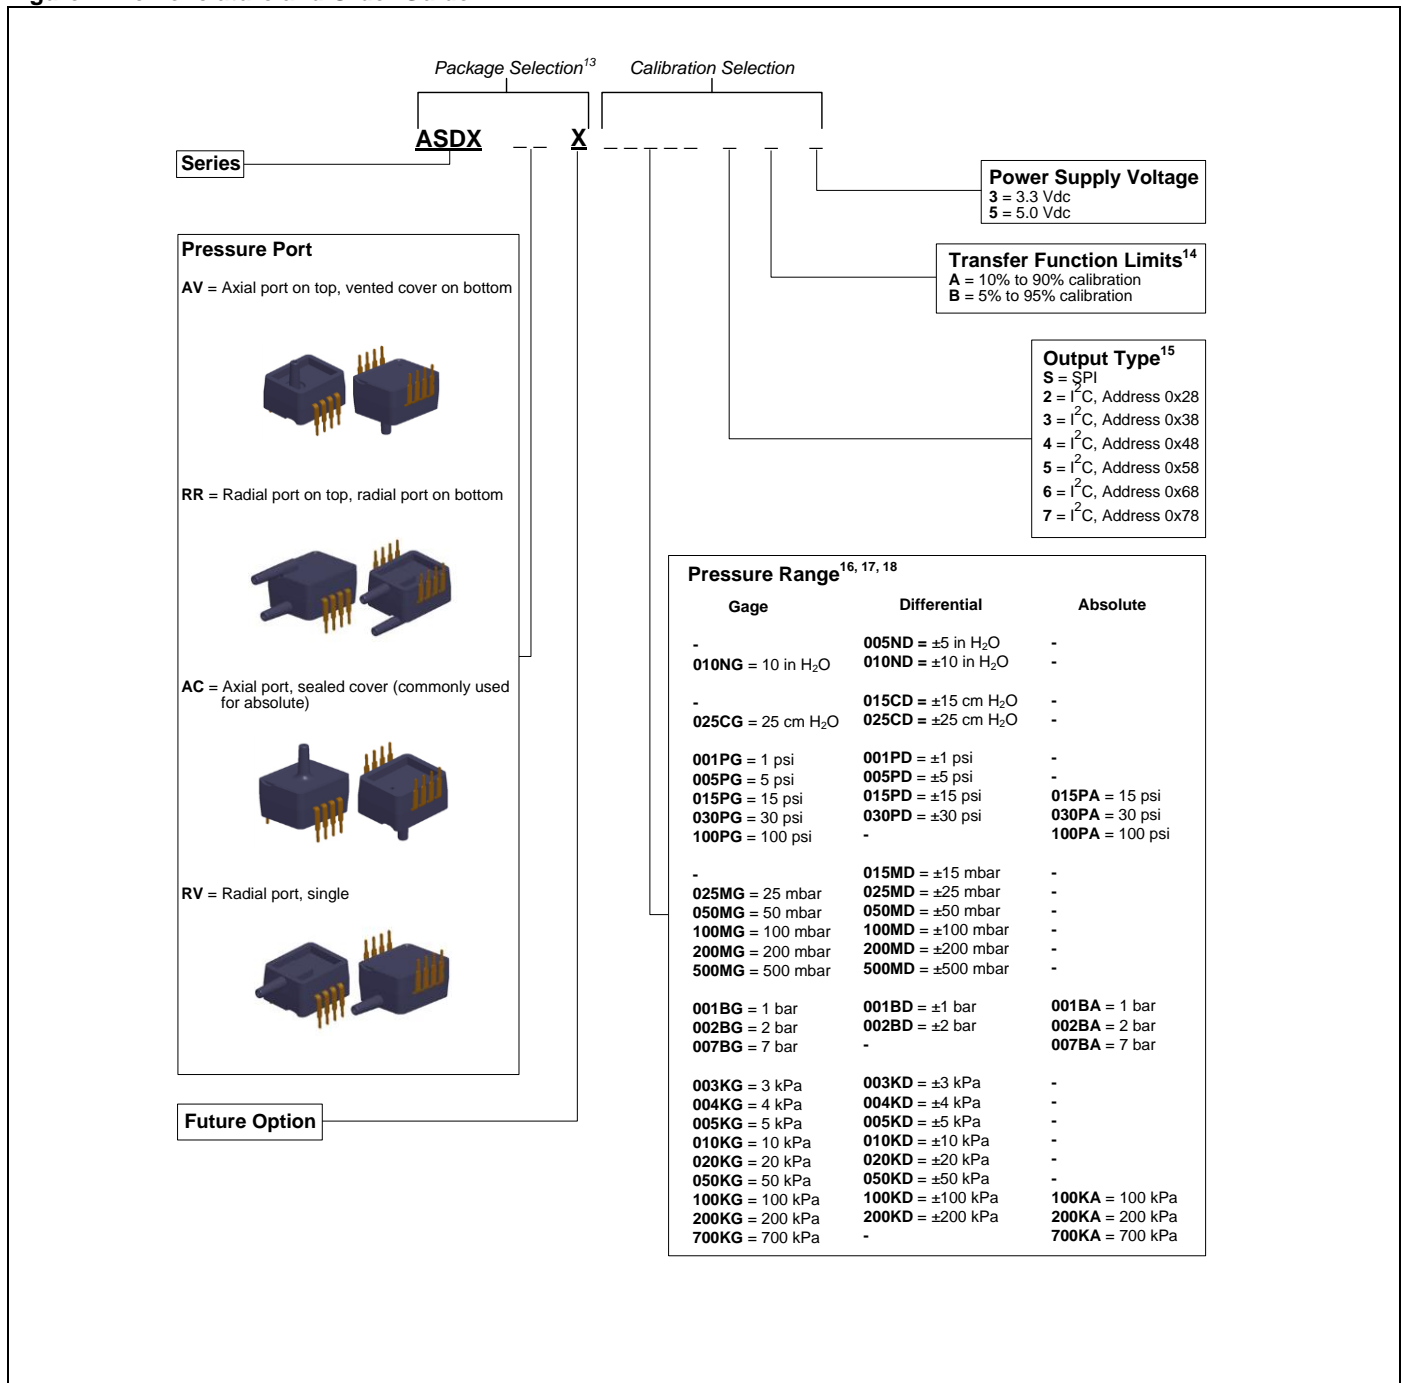 Package Selection13
Calibration Selection
ASDX _ _ X _ _ _ _ _ _ _ _
Series
Power Supply Voltage
3 = 3.3 Vdc
5 = 5.0 Vdc
Pressure Port
AV = Axial port on top, vented cover on bottom
RR = Radial port on top, radial port on bottom
AC = Axial port, sealed cover (commonly used
for absolute)
RV = Radial port, single
Future Option
Transfer Function Limits14
A = 10% to 90% calibration
B = 5% to 95% calibration
Output Type15
S = SPI
2 = I2C, Address 0x28
3 = I2C, Address 0x38
4 = I2C, Address 0x48
5 = I2C, Address 0x58
6 = I2C, Address 0x68
7 = I2C, Address 0x78
Pressure Range16, 17, 18
Gage Differential Absolute
- 005ND = ±5 in H2O -
010NG = 10 in H2O 010ND = ±10 in H2O -
- 015CD = ±15 cm H2O -
025CG = 25 cm H2O 025CD = ±25 cm H2O -
001PG = 1 psi 001PD = ±1 psi -
005PG = 5 psi 005PD = ±5 psi -
015PG = 15 psi 015PD = ±15 psi 015PA = 15 psi
030PG = 30 psi 030PD = ±30 psi 030PA = 30 psi
100PG = 100 psi - 100PA = 100 psi
- 015MD = ±15 mbar -
025MG = 25 mbar 025MD = ±25 mbar -
050MG = 50 mbar 050MD = ±50 mbar -
100MG = 100 mbar 100MD = ±100 mbar -
200MG = 200 mbar 200MD = ±200 mbar -
500MG = 500 mbar 500MD = ±500 mbar -
001BG = 1 bar 001BD = ±1 bar 001BA = 1 bar
002BG = 2 bar 002BD = ±2 bar 002BA = 2 bar
007BG = 7 bar - 007BA = 7 bar
003KG = 3 kPa 003KD = ±3 kPa -
004KG = 4 kPa 004KD = ±4 kPa -
005KG = 5 kPa 005KD = ±5 kPa -
010KG = 10 kPa 010KD = ±10 kPa -
020KG = 20 kPa 020KD = ±20 kPa -
050KG = 50 kPa 050KD = ±50 kPa -
100KG = 100 kPa 100KD = ±100 kPa 100KA = 100 kPa
200KG = 200 kPa 200KD = ±200 kPa 200KA = 200 kPa
700KG = 700 kPa - 700KA = 700 kPa